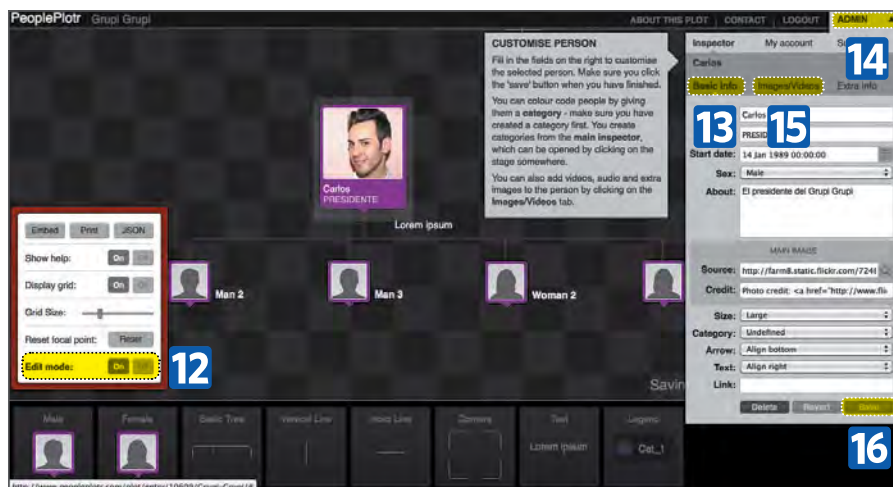 PeoplePlotr Grupi Grupi
ABOUT THIS PLOT CONTACT LOGOUT ADMIN
CUSTOMISE PERSON
Fill in the fields on the right to customise
the selected person. Make sure you click
the 'save' button when you have finished.
You can colour code people by giving
them a category - make sure you have
created a category first. You create
categories from the main inspector,
which can be opened by clicking on the
stage somewhere.
You can also add videos, audio and extra
images to the person by clicking on the
Images/Videos tab.
Inspector My account
14
Carlos
Basic Info Images/Videos Extra info
13 15
Carlos
PRESID
Start date: 14 Jan 1989 00:00:00
Sex: Male
About: El presidente del Grupi Grupi
MAIN IMAGE
Source: http://farm8.static.flickr.com/724
Credit: Photo credit: <a href="http://www.fli
Size: Large
Category: Undefined
Arrow: Align bottom
Text: Align right
Link:
Delete Revert Save
16
Carlos
PRESIDENTE
Lorem ipsum
Man 2
Man 3
Woman 2
Embed Print JSON
Show help: On Off
Display grid: On Off
Grid Size:
Reset focal point: Reset
Edit mode: On Off
12
Savin
Male Female Basic Tree Vertical Line Horiz Line Camera Text Legend
Lorem ipsum Cat_1